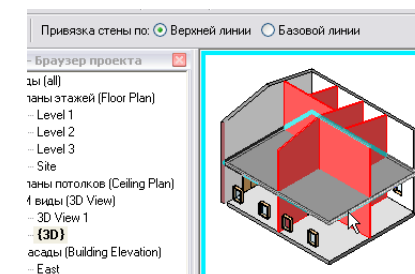 Привязка стены по: Верхней линии Базовой линии
- Браузер проекта
ды (all)
ланы этажей (Floor Plan)
Level 1
Level 2
Level 3
Site
ланы потолков (Ceiling Plan)
И виды (3D View)
3D View 1
{3D}
асады (Building Elevation)
East